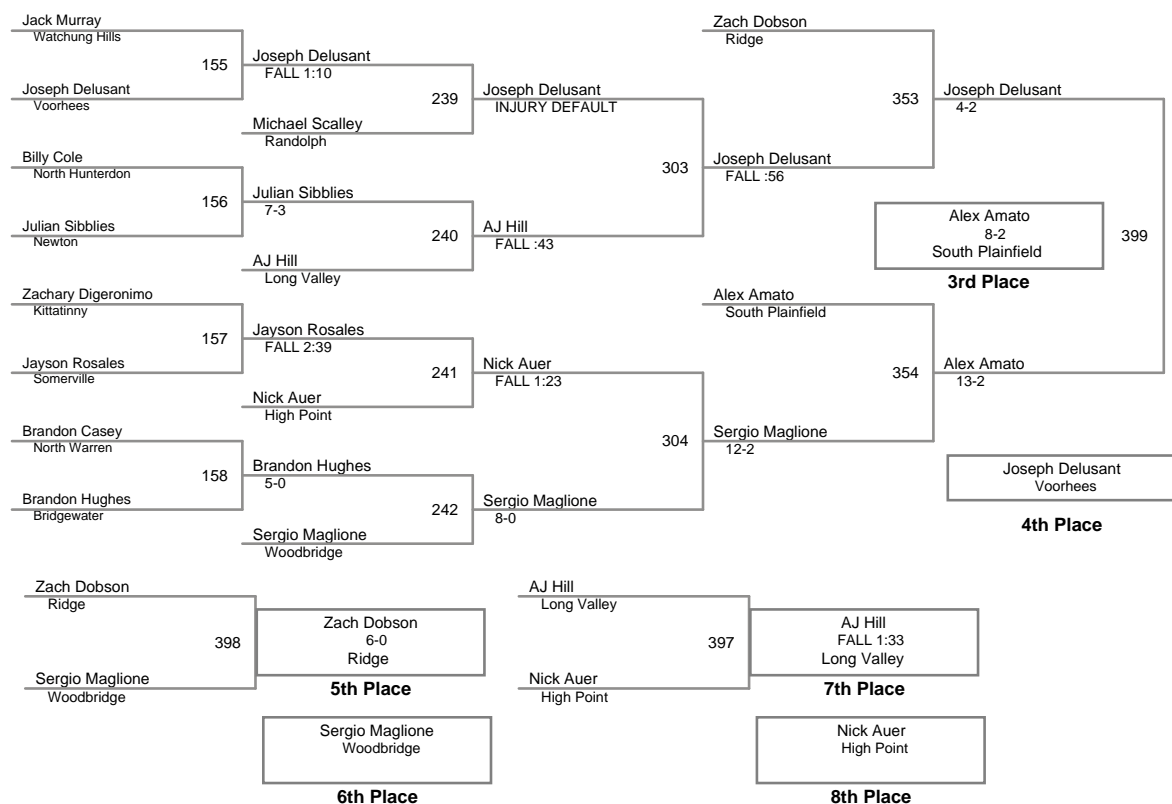 Jack Murray
Watchung Hills
155
Joseph Delusant
Voorhees
Billy Cole
North Hunterdon
156
Julian Sibblies
Newton
Zachary Digeronimo
Kittatinny
157
Jayson Rosales
Somerville
Brandon Casey
North Warren
158
Brandon Hughes
Bridgewater
Joseph Delusant
FALL 1:10
239
Michael Scalley
Randolph
Julian Sibblies
7-3
240
AJ Hill
Long Valley
Jayson Rosales
FALL 2:39
241
Nick Auer
High Point
Brandon Hughes
5-0
242
Sergio Maglione
Woodbridge
Joseph Delusant
INJURY DEFAULT
303
AJ Hill
FALL :43
Nick Auer
FALL 1:23
304
Sergio Maglione
8-0
Zach Dobson
Ridge
353
Joseph Delusant
FALL :56
Alex Amato
South Plainfield
354
Sergio Maglione
12-2
Joseph Delusant
4-2
399
Alex Amato
13-2
Alex Amato
8-2
South Plainfield
3rd Place
Joseph Delusant
Voorhees
4th Place
Zach Dobson
Ridge
398
Sergio Maglione
Woodbridge
Zach Dobson
6-0
Ridge
5th Place
Sergio Maglione
Woodbridge
6th Place
AJ Hill
Long Valley
397
Nick Auer
High Point
AJ Hill
FALL 1:33
Long Valley
7th Place
Nick Auer
High Point
8th Place